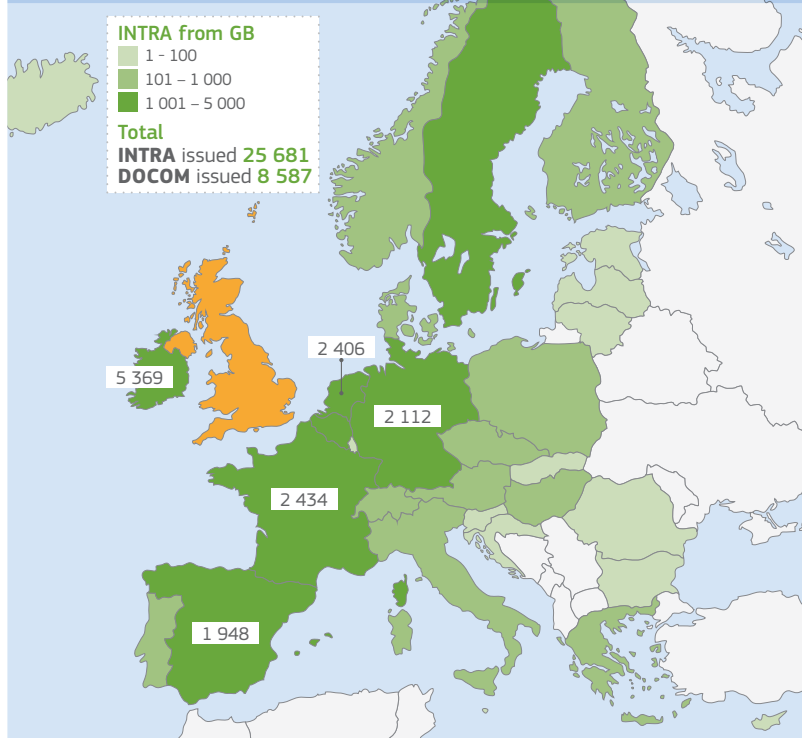 INTRA from GB
1 - 100
101 – 1 000
1 001 – 5 000
Total
INTRA issued 25 681
DOCOM issued 8 587
2 406
5 369
2 112
2 434
1 948